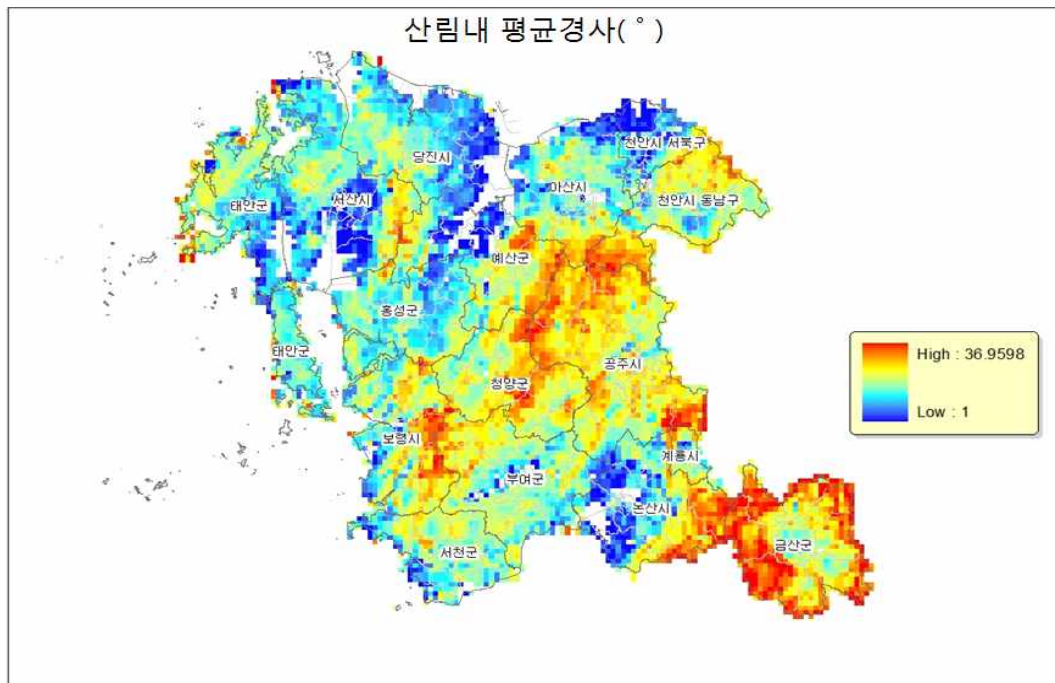 산림내 평균경사( ° )
천안시 서북구
당진시
아산시
서산시
천안시 동남구
태안군
예산군
홍성군
태안군
High : 36.9598
공주시
청양군
Low : 1
보령시
계룡시
부여군
논산시
금산군
서천군